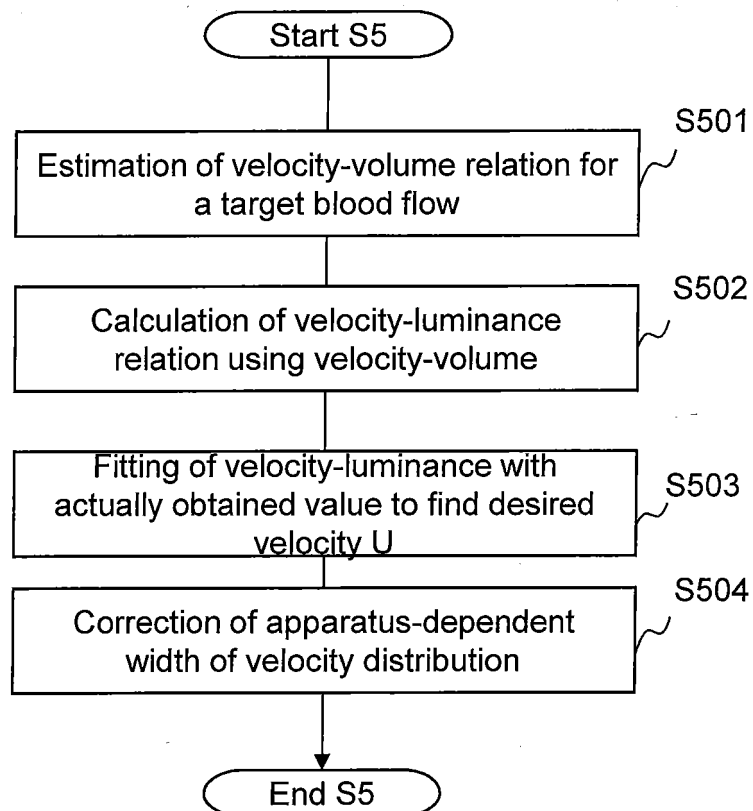 Start S5
S501
Estimation of velocity-volume relation for
a target blood flow
S502
Calculation of velocity-luminance
relation using velocity-volume
Fitting of velocity-luminance with
actually obtained value to find desired
velocity U
S503
S504
Correction of apparatus-dependent
width of velocity distribution
End S5